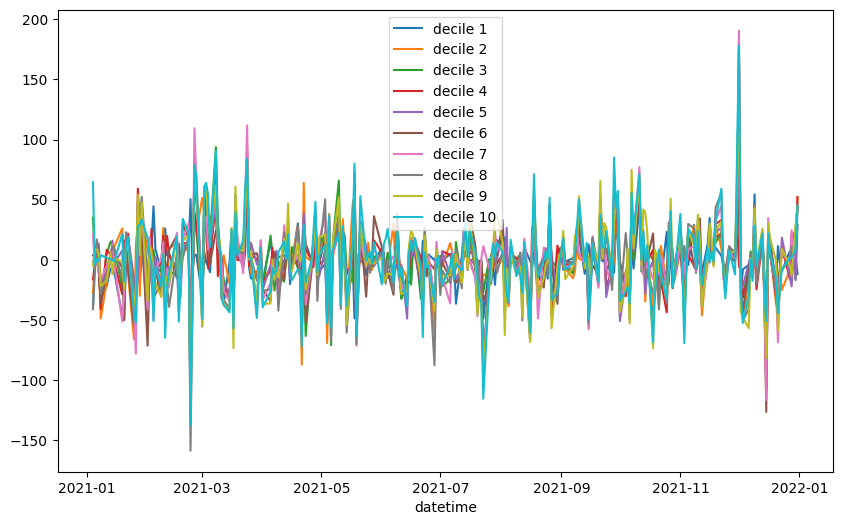 200
150
100
50
0
−50
−100
−150
decile 1
decile 2
decile 3
decile 4
decile 5
decile 6
decile 7
decile 8
decile 9
decile 10
2021-01
2021-03
2021-05
2021-07
2021-09
2021-11
2022-01
datetime